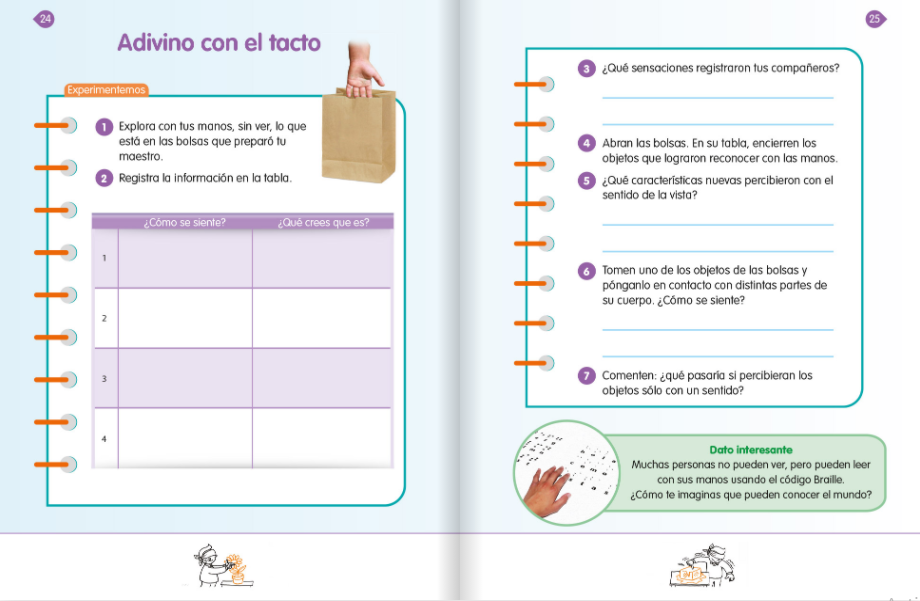 24
Adivino con el tacto
Experimentemos
1 Explora con tus manos, sin ver, lo que
está en las bolsas que preparó tu
maestro.
2 Registra la información en la tabla.
¿Cómo se siente? ¿Qué crees que es?
1
2
3
4
25
3 ¿Qué sensaciones registraron tus compañeros?
4 Abran las bolsas. En su tabla, encierren los
objetos que lograron reconocer con las manos.
5 ¿Qué características nuevas percibieron con el
sentido de la vista?
6 Tomen uno de los objetos de las bolsas y
pónganlo en contacto con distintas partes de
su cuerpo. ¿Cómo se siente?
7 Comenten: ¿qué pasaría si percibieran los
objetos sólo con un sentido?
Dato interesante
Muchas personas no pueden ver, pero pueden leer
con sus manos usando el código Braille.
¿Cómo te imaginas que pueden conocer el mundo?